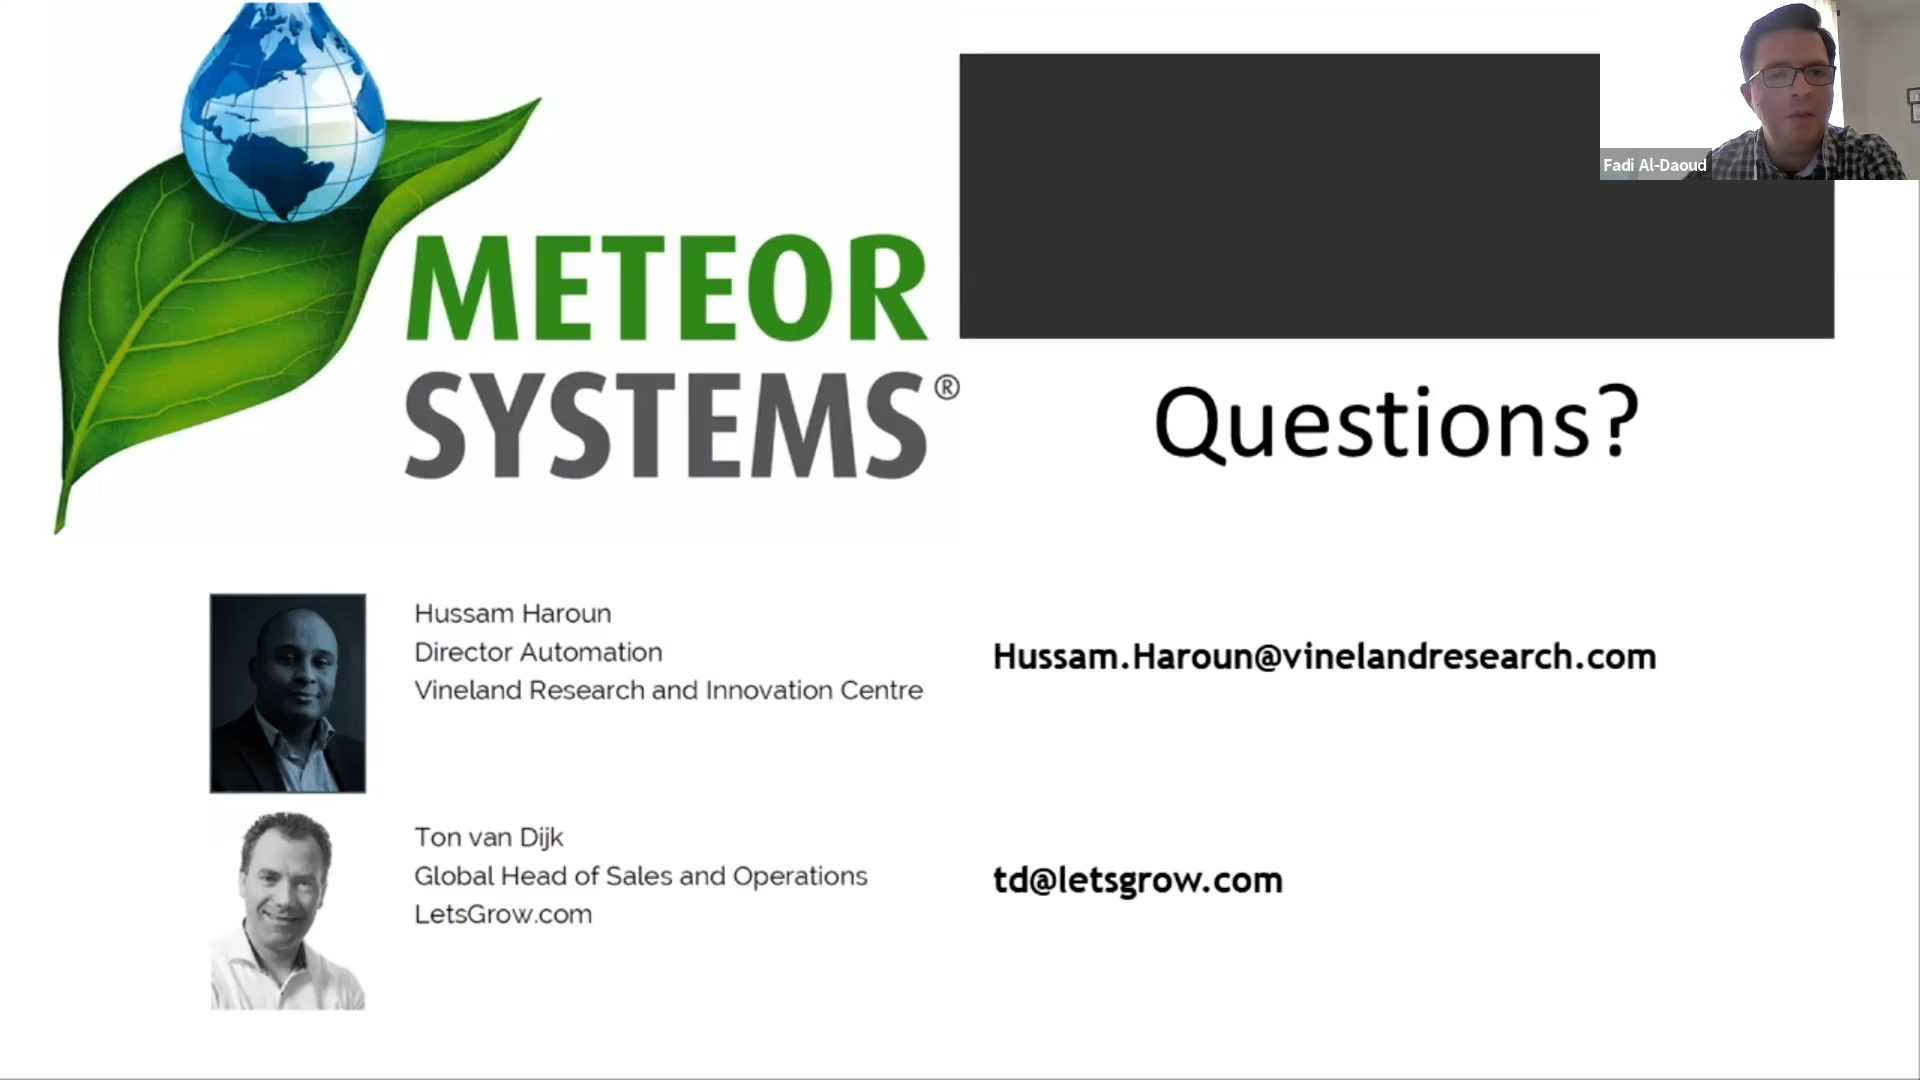 Fadi Al-Daoud
METEOR
SYSTEMS®
Questions?
Hussam Haroun
Director Automation
Vineland Research and Innovation Centre
Hussam.Haroun@vinelandresearch.com
Ton van Dijk
Global Head of Sales and Operations
LetsGrow.com
td@letsgrow.com